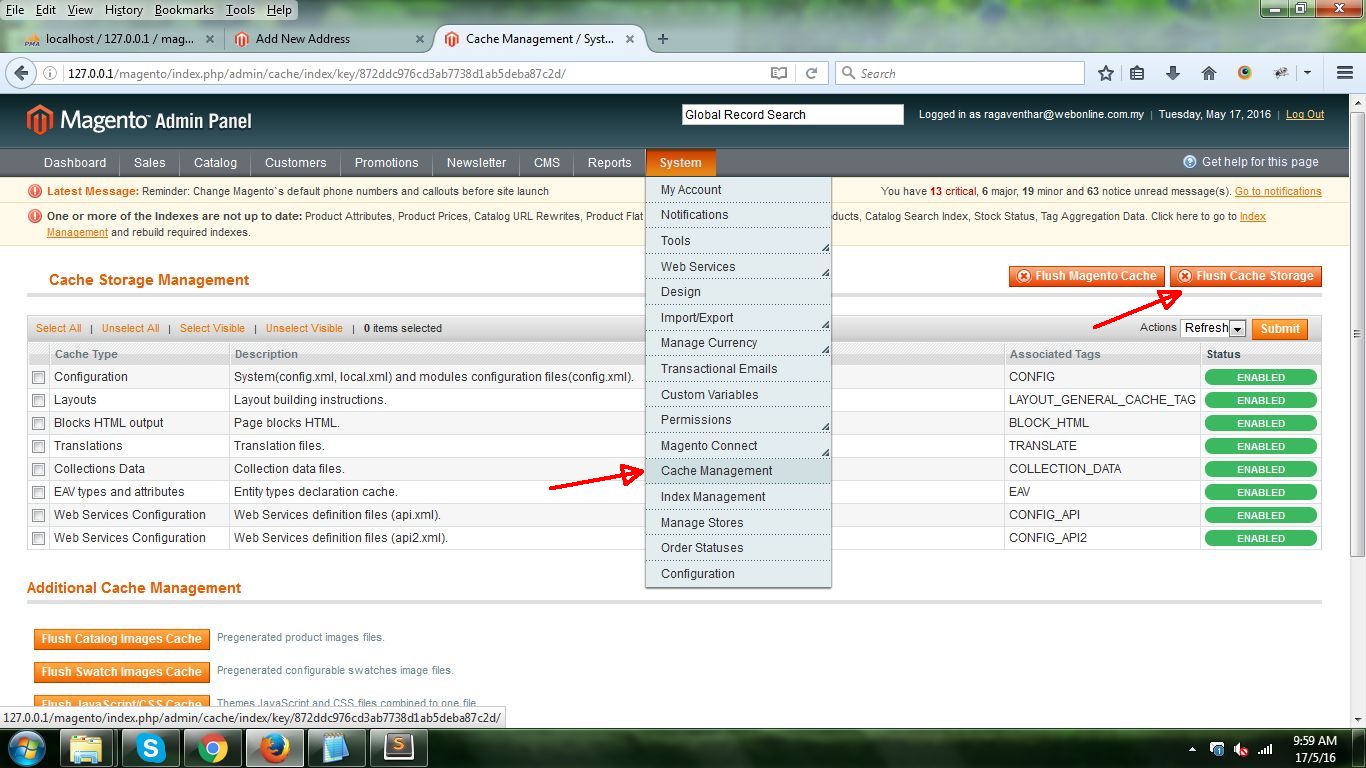 File Edit View History Bookmarks Tools Help
PMA localhost / 127.0.0.1 / mag... Add New Address Cache Management / Syst...
127.0.0.1/magento/index.php/admin/cache/index/key/872ddc976cd3ab7738d1ab5deba87c2d/ Search
Magento Admin Panel
Global Record Search
Logged in as ragaventhar@webonline.com.my | Tuesday, May 17, 2016 | Log Out
Dashboard Sales Catalog Customers Promotions Newsletter CMS Reports System Get help for this page
Latest Message: Reminder: Change Magento`s default phone numbers and callouts before site launch
You have 13 critical, 6 major, 19 minor and 63 notice unread message(s). Go to notifications
One or more of the Indexes are not up to date: Product Attributes, Product Prices, Catalog URL Rewrites, Product Flat
ducts, Catalog Search Index, Stock Status, Tag Aggregation Data. Click here to go to Index
Management and rebuild required indexes.
My Account
Notifications
Tools
Web Services
Design
Import/Export
Manage Currency
Transactional Emails
Custom Variables
Permissions
Magento Connect
Cache Management
Index Management
Manage Stores
Order Statuses
Configuration
Cache Storage Management
Flush Magento Cache Flush Cache Storage
Select All | Unselect All | Select Visible | Unselect Visible | 0 items selected
Actions Refresh Submit
Cache Type Description Associated Tags Status
Configuration System(config.xml, local.xml) and modules configuration files(config.xml). CONFIG ENABLED
Layouts Layout building instructions. LAYOUT_GENERAL_CACHE_TAG ENABLED
Blocks HTML output Page blocks HTML. BLOCK_HTML ENABLED
Translations Translation files. TRANSLATE ENABLED
Collections Data Collection data files. COLLECTION_DATA ENABLED
EAV types and attributes Entity types declaration cache. EAV ENABLED
Web Services Configuration Web Services definition files (api.xml). CONFIG_API ENABLED
Web Services Configuration Web Services definition files (api2.xml). CONFIG_API2 ENABLED
Additional Cache Management
Flush Catalog Images Cache Pregenerated product images files.
Flush Swatch Images Cache Pregenerated configurable swatches image files.
Flush JavaScript/CSS Cache Themes JavaScript and CSS files combined to one file.
127.0.0.1/magento/index.php/admin/cache/index/key/872ddc976cd3ab7738d1ab5deba87c2d/
9:59 AM
17/5/16